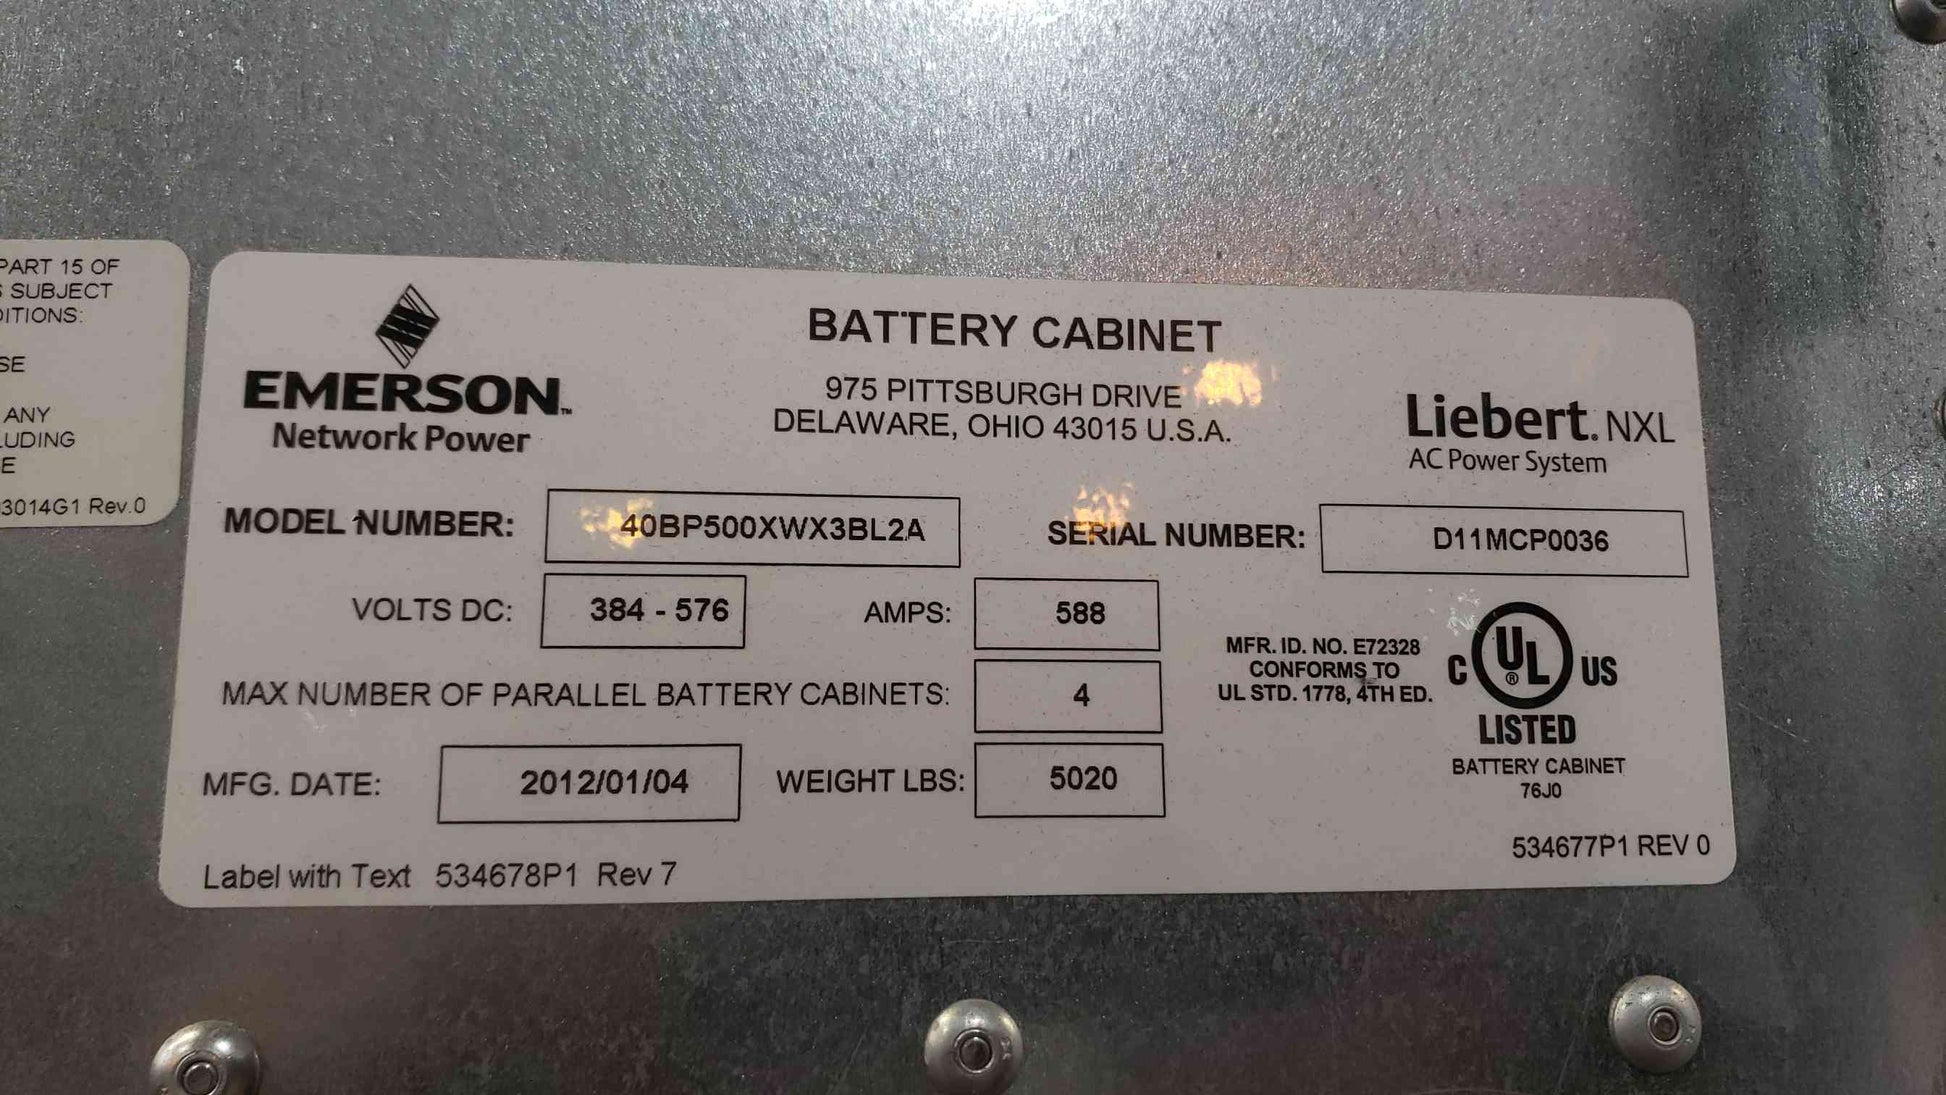 PART 15 OF
SUBJECT
DITIONS:
SE
ANY
LUDING
E
3014G1 Rev.0
EMERSON™
Network Power
BATTERY CABINET
975 PITTSBURGH DRIVE
DELAWARE, OHIO 43015 U.S.A.
Liebert. NXL
AC Power System
MODEL NUMBER: 40BP500XWX3BL2A SERIAL NUMBER: D11MCP0036
VOLTS DC: 384 - 576 AMPS: 588
MAX NUMBER OF PARALLEL BATTERY CABINETS: 4
MFG. DATE: 2012/01/04 WEIGHT LBS: 5020
MFR. ID. NO. E72328
CONFORMS TO
UL STD. 1778, 4TH ED.
C UL® US
LISTED
BATTERY CABINET
76J0
Label with Text 534678P1 Rev 7
534677P1 REV 0